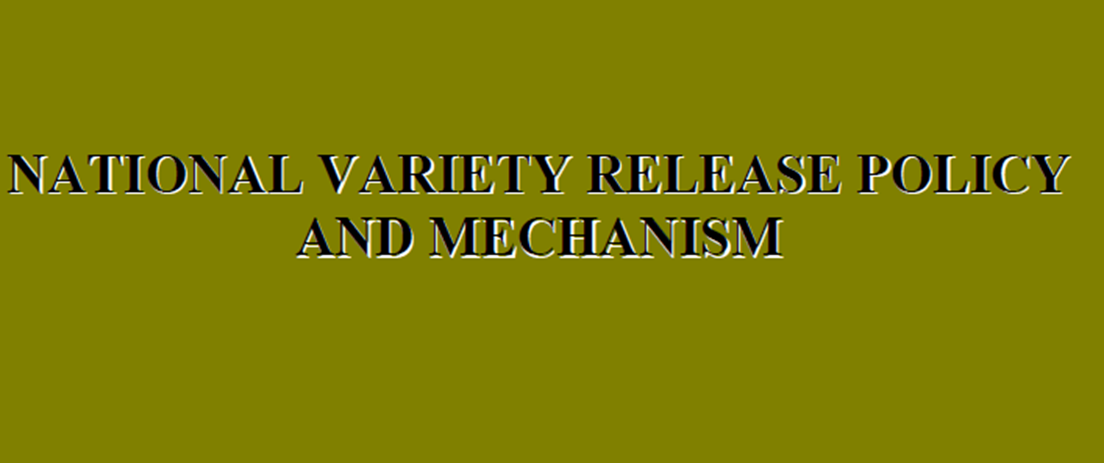 NATIONAL VARIETY RELEASE POLICY
AND MECHANISM